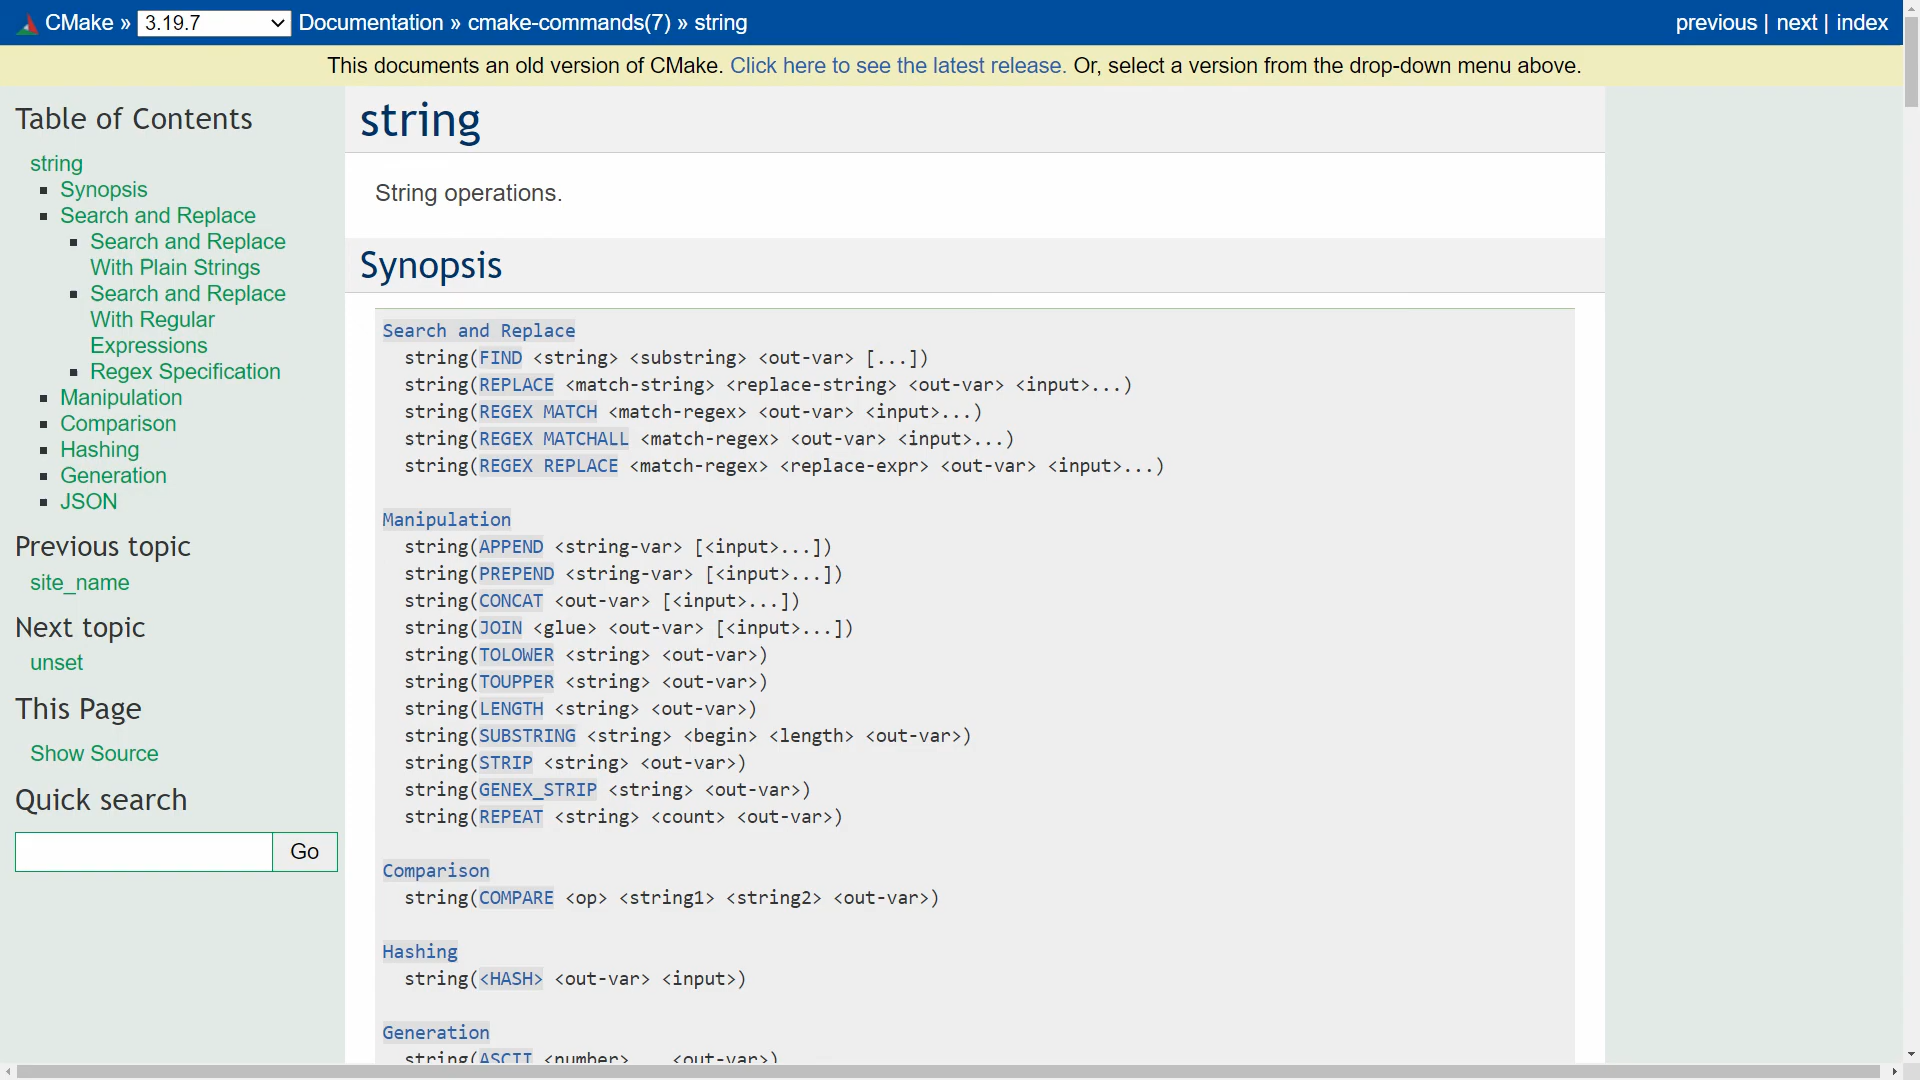 CMake » 3.19.7 Documentation » cmake-commands(7) » string
previous | next | index
This documents an old version of CMake. Click here to see the latest release. Or, select a version from the drop-down menu above.
Table of Contents
string
Synopsis
Search and Replace
Search and Replace
With Plain Strings
Search and Replace
With Regular
Expressions
Regex Specification
Manipulation
Comparison
Hashing
Generation
JSON
Previous topic
site_name
Next topic
unset
This Page
Show Source
Quick search
Go
string
String operations.
Synopsis
Search and Replace
string(FIND <string> <substring> <out-var> [...])
string(REPLACE <match-string> <replace-string> <out-var> <input>...)
string(REGEX MATCH <match-regex> <out-var> <input>...)
string(REGEX MATCHALL <match-regex> <out-var> <input>...)
string(REGEX REPLACE <match-regex> <replace-expr> <out-var> <input>...)
Manipulation
string(APPEND <string-var> [<input>...])
string(PREPEND <string-var> [<input>...])
string(CONCAT <out-var> [<input>...])
string(JOIN <glue> <out-var> [<input>...])
string(TOLOWER <string> <out-var>)
string(TOUPPER <string> <out-var>)
string(LENGTH <string> <out-var>)
string(SUBSTRING <string> <begin> <length> <out-var>)
string(STRIP <string> <out-var>)
string(GENEX_STRIP <string> <out-var>)
string(REPEAT <string> <count> <out-var>)
Comparison
string(COMPARE <op> <string1> <string2> <out-var>)
Hashing
string(<HASH> <out-var> <input>)
Generation
string(ASCII <number>... <out-var>)